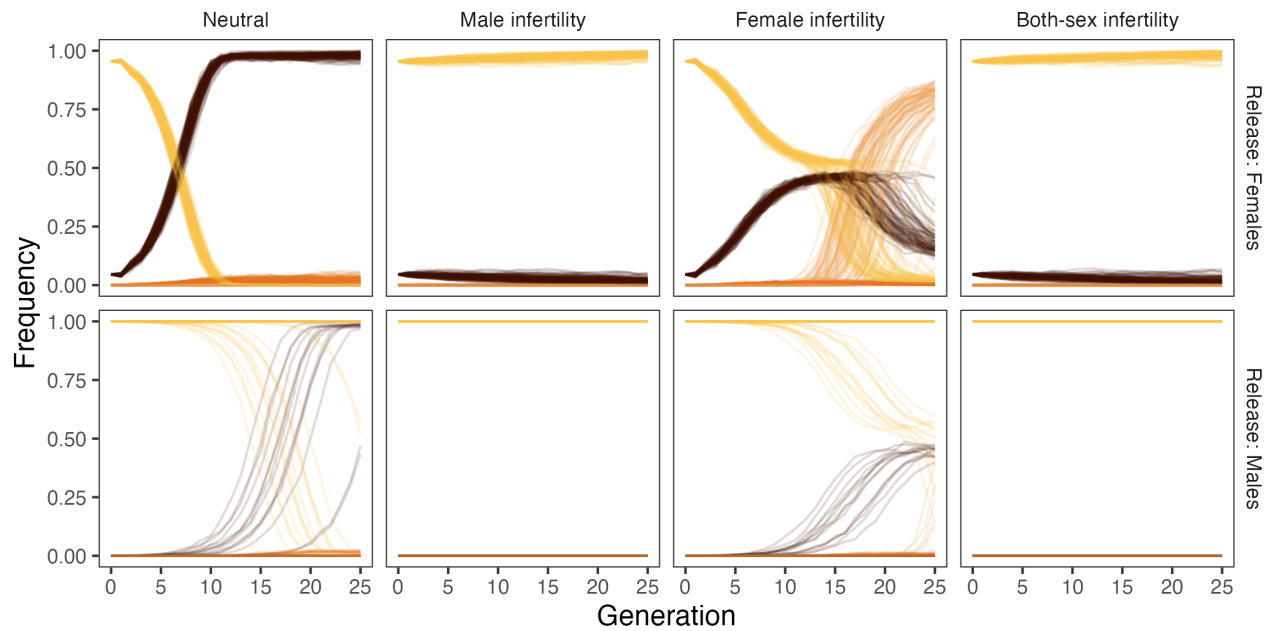 Neutral Male infertility Female infertility Both-sex infertility
Frequency
1.00
0.75
0.50
0.25
0.00
Release: Females
1.00
0.75
0.50
0.25
0.00
Release: Males
0 5 10 15 20 25 0 5 10 15 20 25 0 5 10 15 20 25 0 5 10 15 20 25
Generation